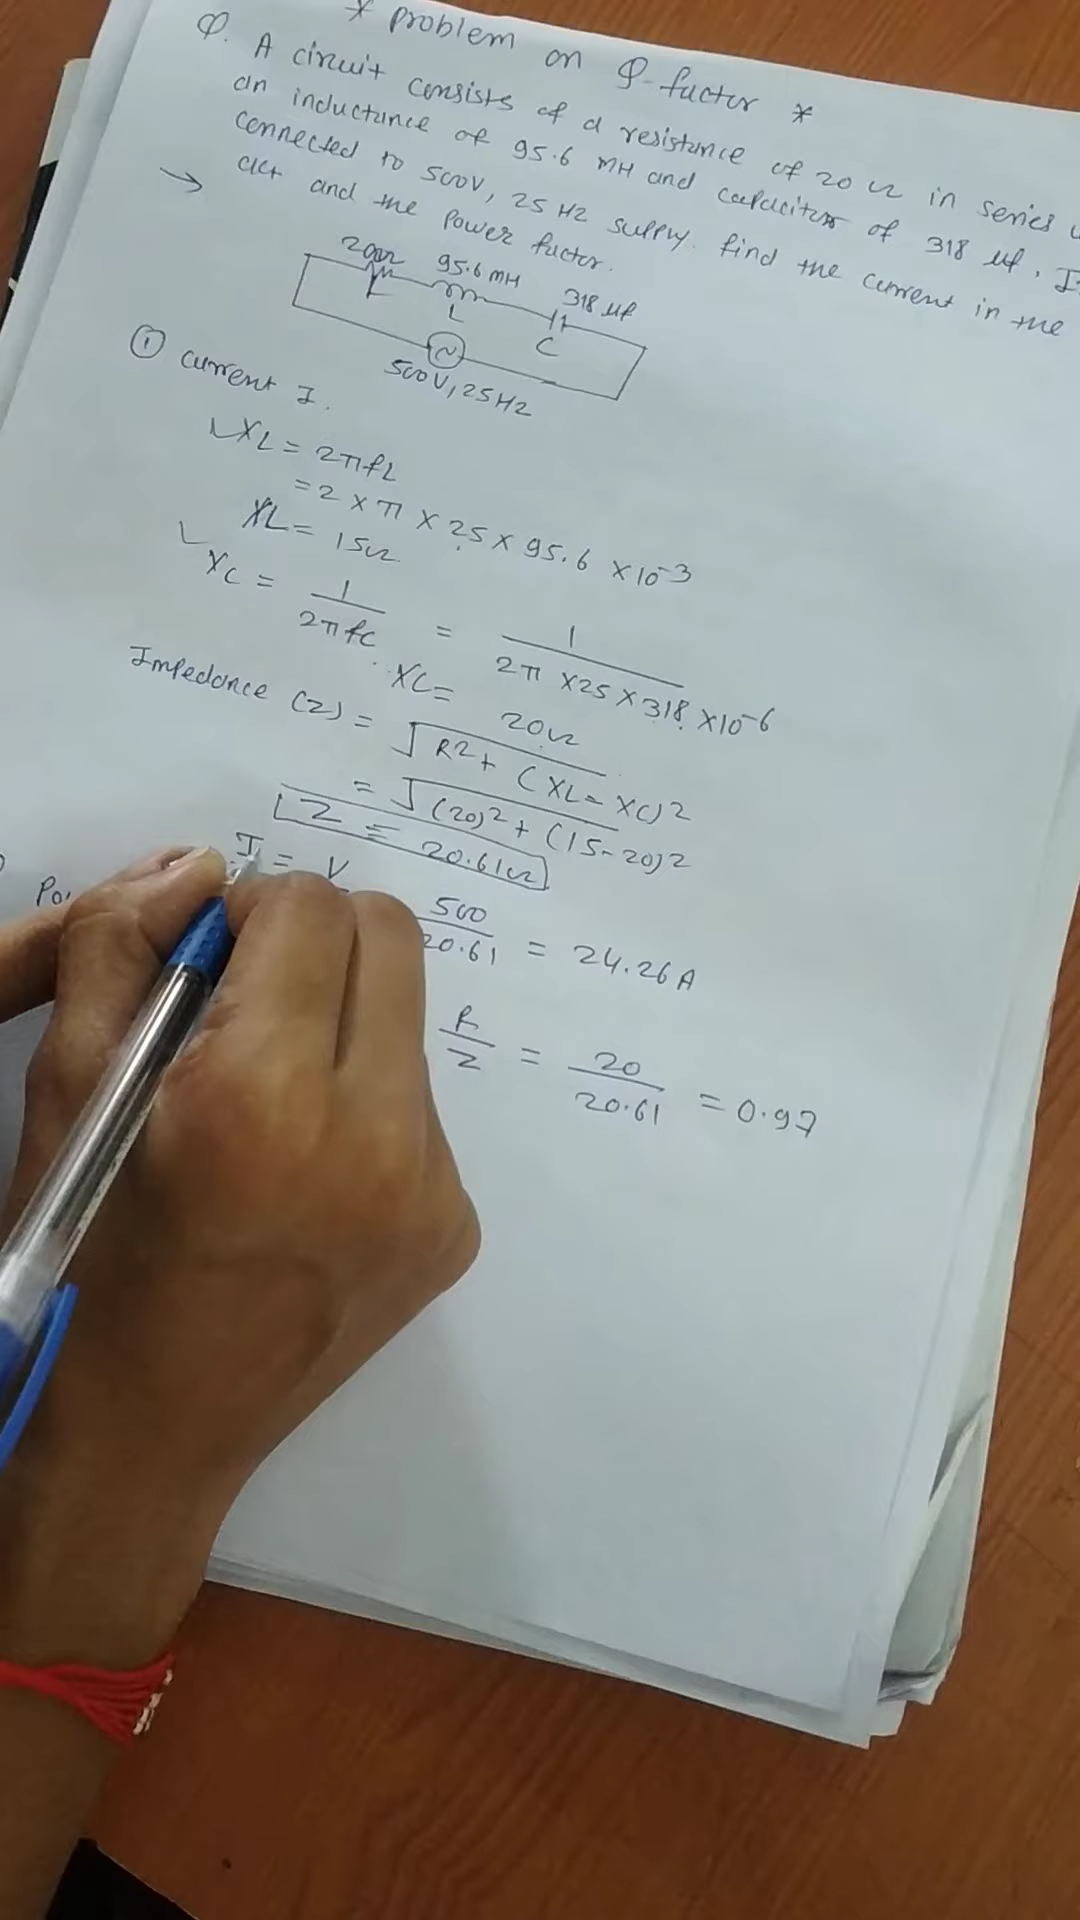 * problem on Q-factor *
Q. A circuit consists of a resistance of 20 Ω in series
an inductance of 95.6 mH and capacitor of 318 μf. I
connected to 500V, 25 Hz supply. find the current in the
ckt and the power factor.
→
20Ω 95.6 mH 318 μf
L C
~
500V, 25Hz
① current I.
XL = 2πfL
= 2 × π × 25 × 95.6 × 10-3
XL = 15Ω
XC = 1/2πfC = 1/2π × 25 × 318 × 10-6
XC = 20Ω
Impedance (Z) = √R2 + (XL - XC)2
= √(20)2 + (15-20)2
Z = 20.61Ω
I = V 500/20.61 = 24.26 A
R/Z = 20/20.61 = 0.97